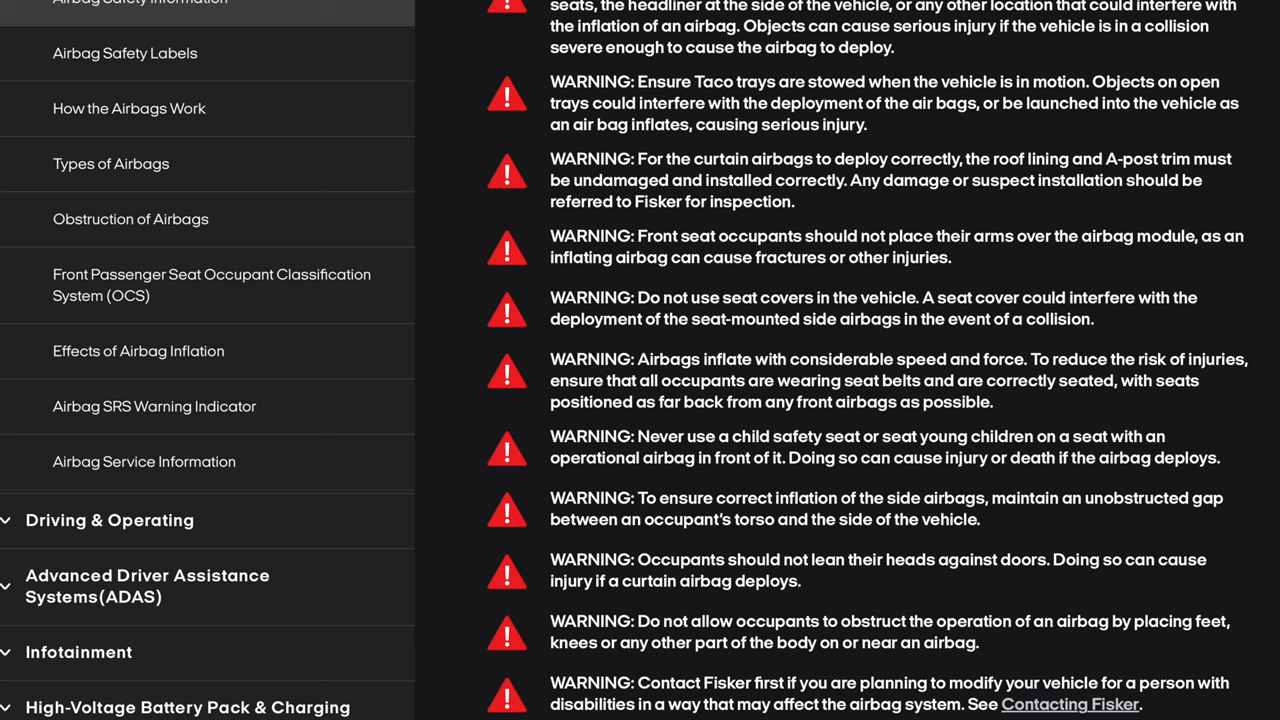 Airbag Safety Information
Airbag Safety Labels
How the Airbags Work
Types of Airbags
Obstruction of Airbags
Front Passenger Seat Occupant Classification
System (OCS)
Effects of Airbag Inflation
Airbag SRS Warning Indicator
Airbag Service Information
Driving & Operating
Advanced Driver Assistance
Systems(ADAS)
Infotainment
High-Voltage Battery Pack & Charging
seats, the headliner at the side of the vehicle, or any other location that could interfere with
the inflation of an airbag. Objects can cause serious injury if the vehicle is in a collision
severe enough to cause the airbag to deploy.
WARNING: Ensure Taco trays are stowed when the vehicle is in motion. Objects on open
trays could interfere with the deployment of the air bags, or be launched into the vehicle as
an air bag inflates, causing serious injury.
WARNING: For the curtain airbags to deploy correctly, the roof lining and A-post trim must
be undamaged and installed correctly. Any damage or suspect installation should be
referred to Fisker for inspection.
WARNING: Front seat occupants should not place their arms over the airbag module, as an
inflating airbag can cause fractures or other injuries.
WARNING: Do not use seat covers in the vehicle. A seat cover could interfere with the
deployment of the seat-mounted side airbags in the event of a collision.
WARNING: Airbags inflate with considerable speed and force. To reduce the risk of injuries,
ensure that all occupants are wearing seat belts and are correctly seated, with seats
positioned as far back from any front airbags as possible.
WARNING: Never use a child safety seat or seat young children on a seat with an
operational airbag in front of it. Doing so can cause injury or death if the airbag deploys.
WARNING: To ensure correct inflation of the side airbags, maintain an unobstructed gap
between an occupant's torso and the side of the vehicle.
WARNING: Occupants should not lean their heads against doors. Doing so can cause
injury if a curtain airbag deploys.
WARNING: Do not allow occupants to obstruct the operation of an airbag by placing feet,
knees or any other part of the body on or near an airbag.
WARNING: Contact Fisker first if you are planning to modify your vehicle for a person with
disabilities in a way that may affect the airbag system. See Contacting Fisker.